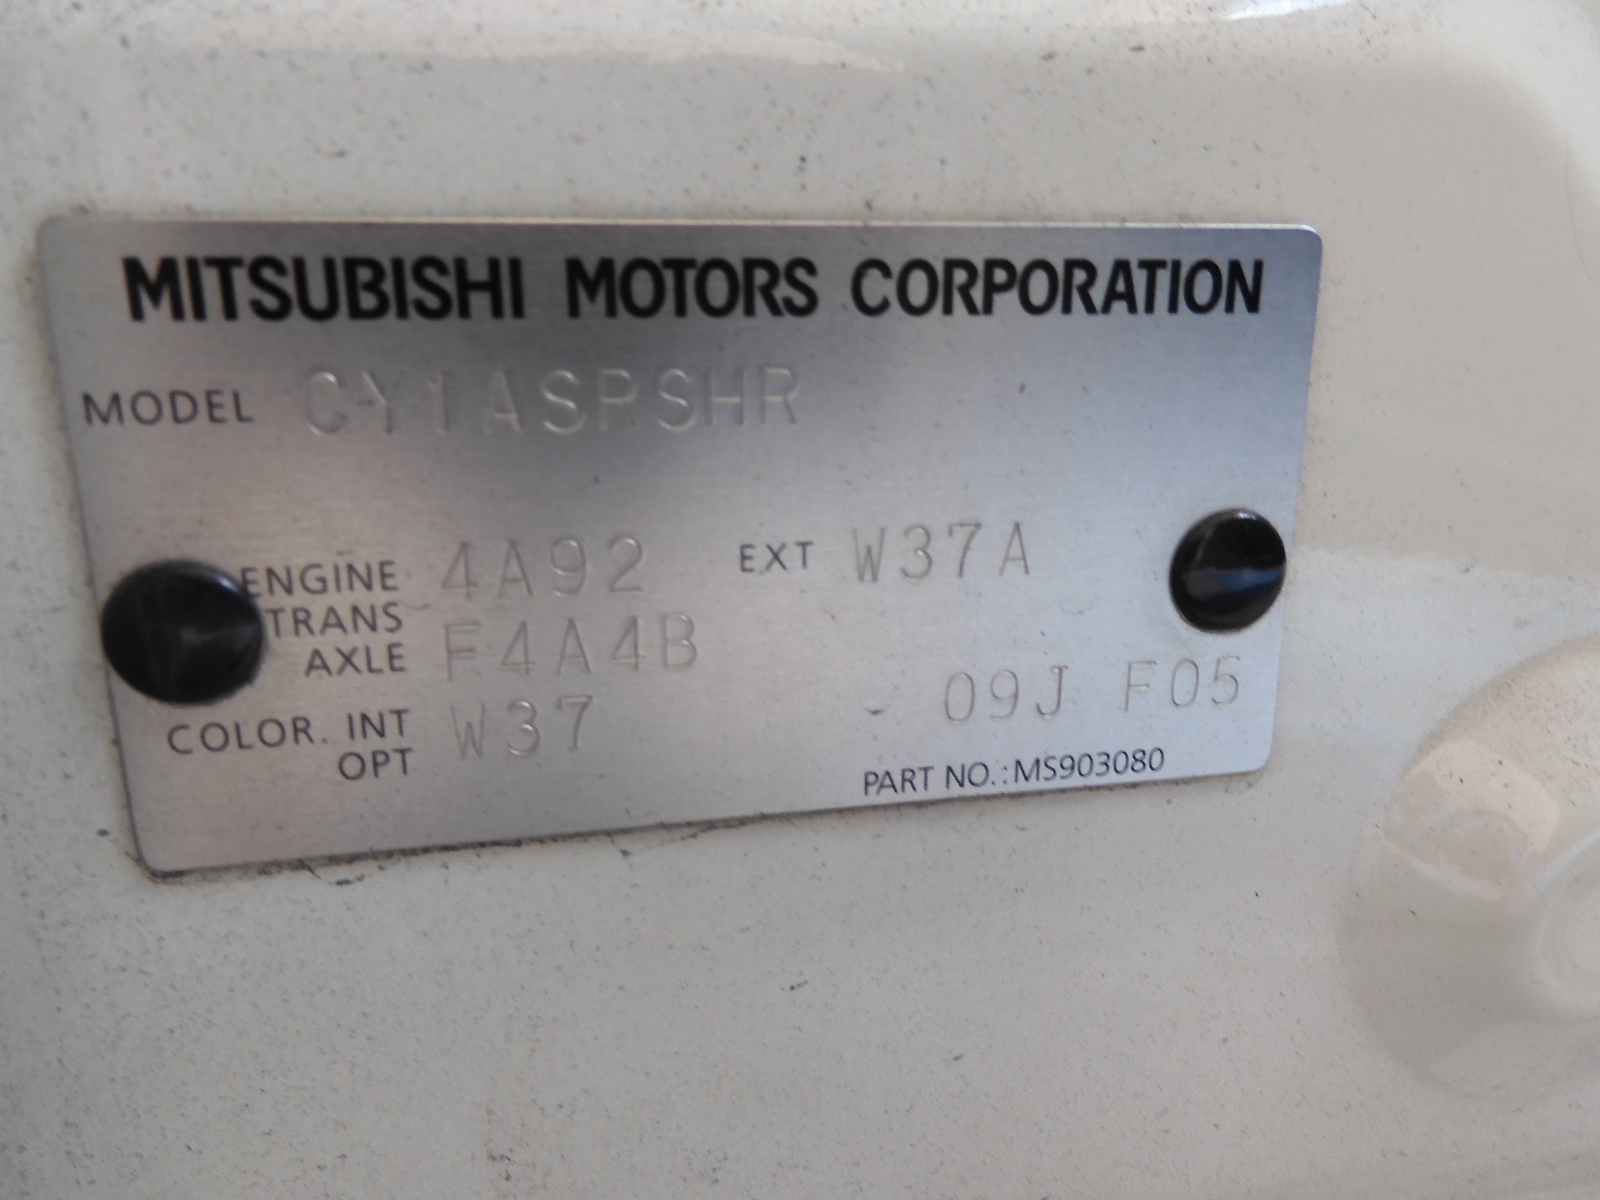 MITSUBISHI MOTORS CORPORATION
MODEL CY1ASRSHR
ENGINE 4A92 EXT W37A
TRANS
AXLE F4A4B
COLOR. INT W37 09J F05
OPT
PART NO.:MS903080